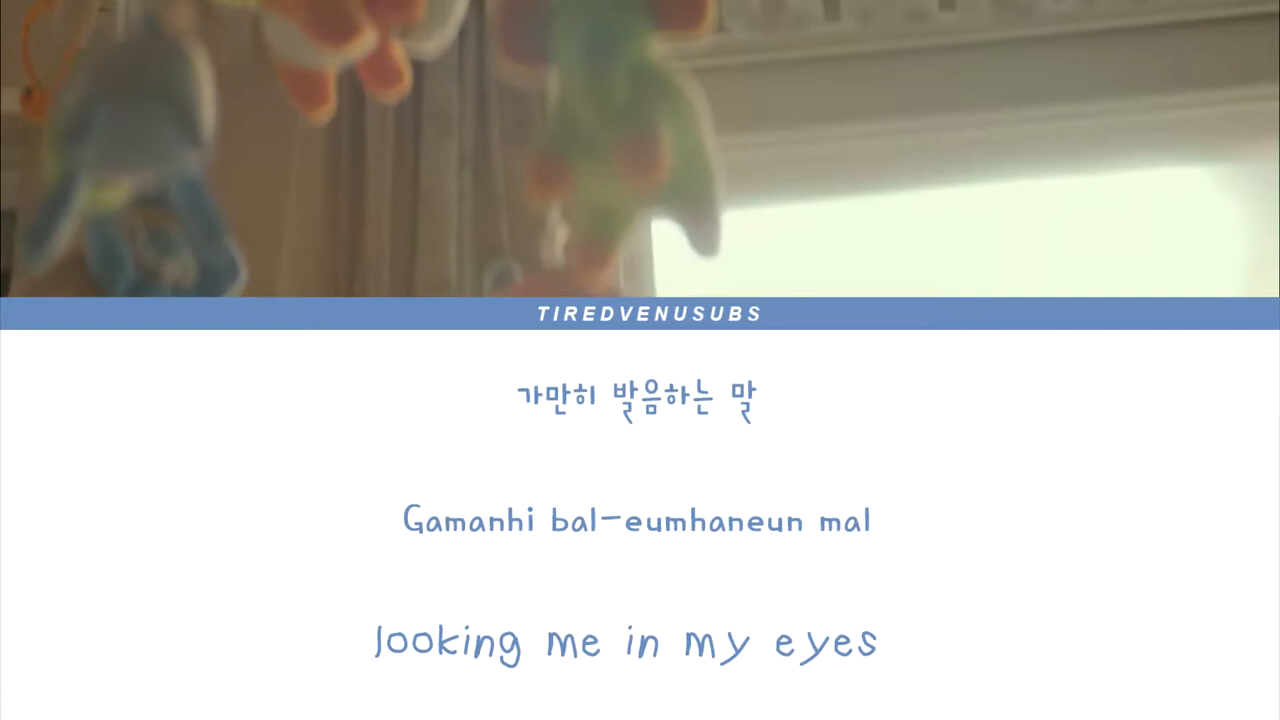 TIREDVENUSUBS
가만히 발음하는 말
Gamanhi bal-eumhaneun mal
looking me in my eyes